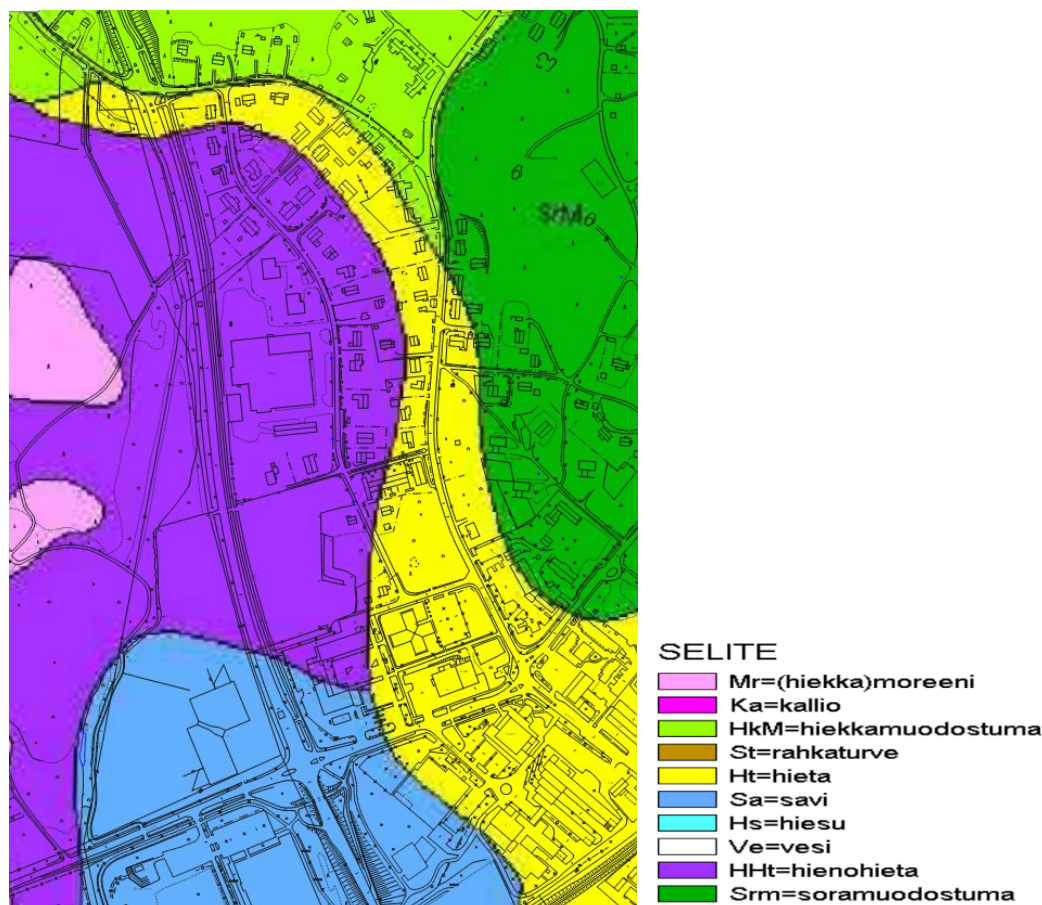 SrM
SELITE
Mr=(hiekka)moreeni
Ka=kallio
HkM=hiekkamuodostuma
St=rahkaturve
Ht=hieta
Sa=savi
Hs=hiesu
Ve=vesi
HHt=hienohieta
Srm=soramuodostuma